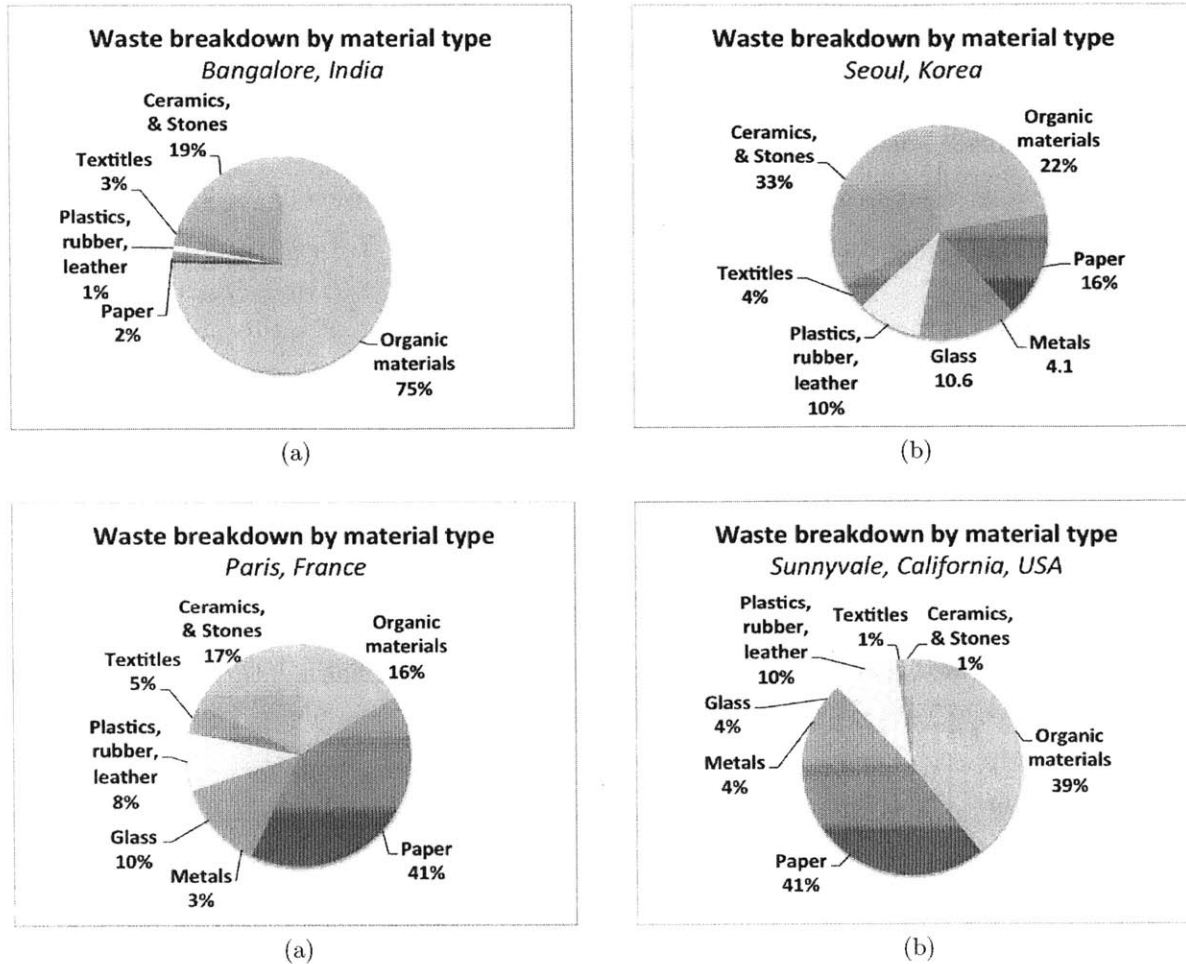 Waste breakdown by material type
Bangalore, India
Ceramics,
& Stones
19%
Textitles
3%
Plastics,
rubber,
leather
1%
Paper
2%
Organic
materials
75%
(a)
Waste breakdown by material type
Seoul, Korea
Ceramics,
& Stones
33%
Organic
materials
22%
Paper
16%
Metals
4.1
Glass
10.6
Plastics,
rubber,
leather
10%
Textitles
4%
(b)
Waste breakdown by material type
Paris, France
Ceramics,
& Stones
17%
Organic
materials
16%
Textitles
5%
Plastics,
rubber,
leather
8%
Glass
10%
Metals
3%
Paper
41%
(a)
Waste breakdown by material type
Sunnyvale, California, USA
Plastics,
rubber,
leather
10%
Textitles
1%
Ceramics,
& Stones
1%
Glass
4%
Metals
4%
Organic
materials
39%
Paper
41%
(b)